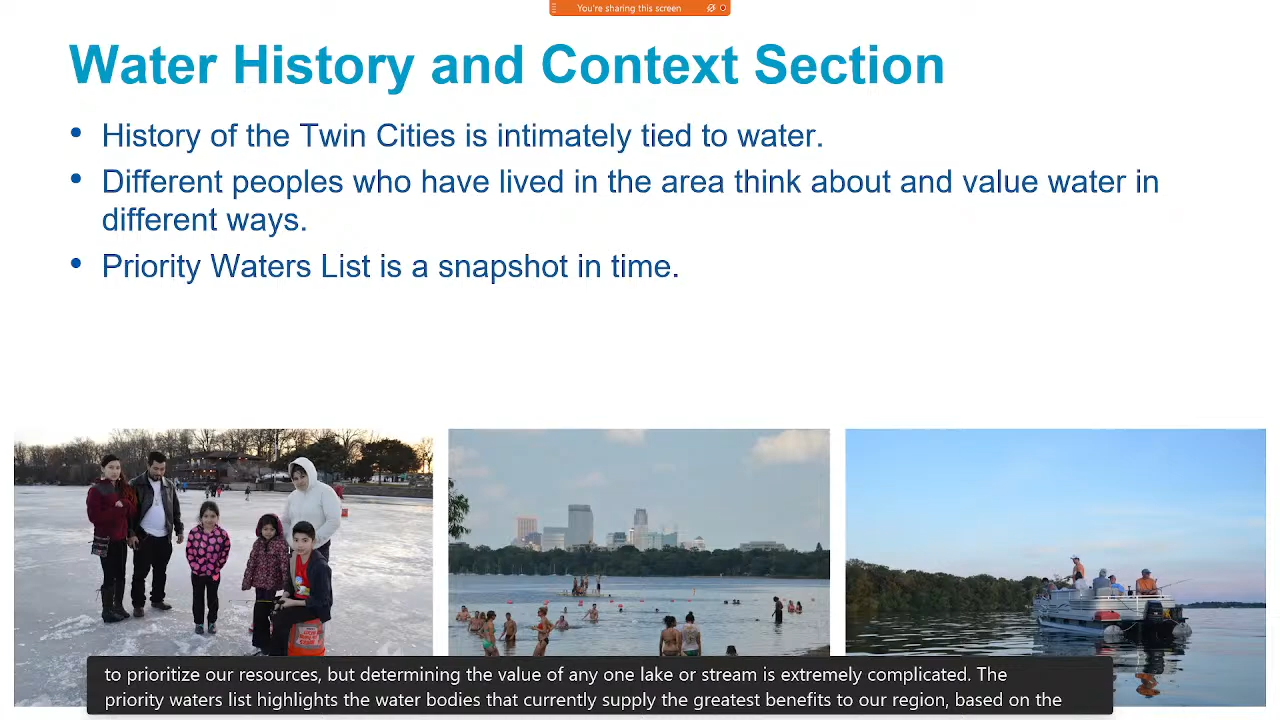 You're sharing this screen
Water History and Context Section
• History of the Twin Cities is intimately tied to water.
• Different peoples who have lived in the area think about and value water in
different ways.
• Priority Waters List is a snapshot in time.
to prioritize our resources, but determining the value of any one lake or stream is extremely complicated. The
priority waters list highlights the water bodies that currently supply the greatest benefits to our region, based on the